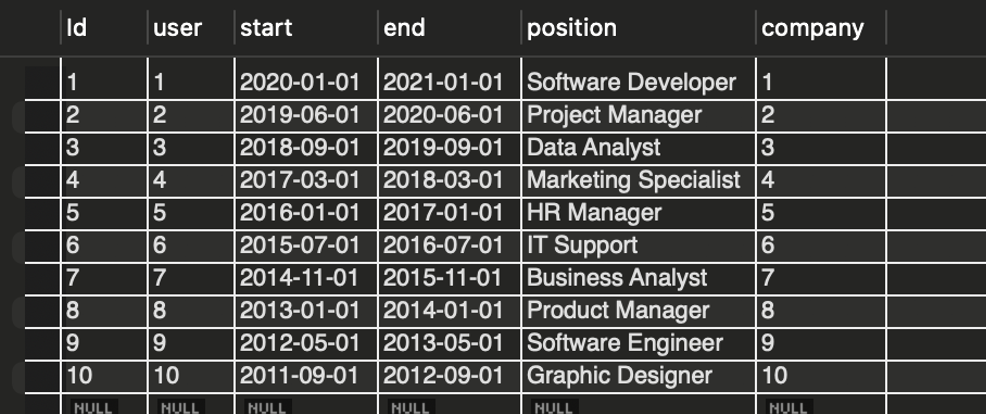 Id user start end position company
1 1 2020-01-01 2021-01-01 Software Developer 1
2 2 2019-06-01 2020-06-01 Project Manager 2
3 3 2018-09-01 2019-09-01 Data Analyst 3
4 4 2017-03-01 2018-03-01 Marketing Specialist 4
5 5 2016-01-01 2017-01-01 HR Manager 5
6 6 2015-07-01 2016-07-01 IT Support 6
7 7 2014-11-01 2015-11-01 Business Analyst 7
8 8 2013-01-01 2014-01-01 Product Manager 8
9 9 2012-05-01 2013-05-01 Software Engineer 9
10 10 2011-09-01 2012-09-01 Graphic Designer 10
NULL NULL NULL NULL NULL NULL